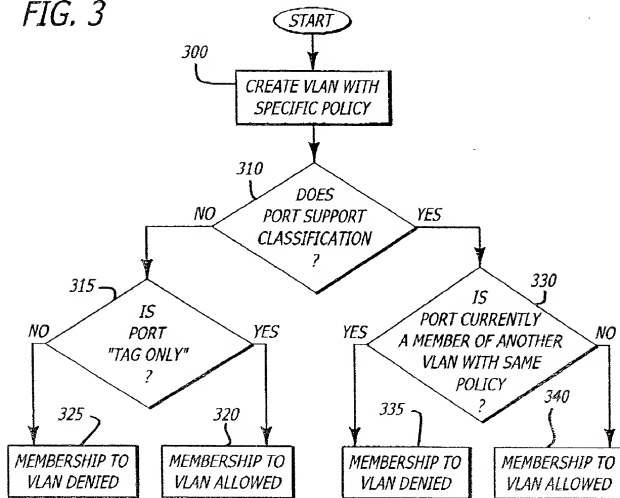 FIG. 3
START
300
CREATE VLAN WITH
SPECIFIC POLICY
310
DOES
PORT SUPPORT
CLASSIFICATION
?
NO
YES
315
IS
PORT
"TAG ONLY"
?
NO
YES
330
IS
PORT CURRENTLY
A MEMBER OF ANOTHER
VLAN WITH SAME
POLICY
?
YES
NO
325
MEMBERSHIP TO
VLAN DENIED
320
MEMBERSHIP TO
VLAN ALLOWED
335
MEMBERSHIP TO
VLAN DENIED
340
MEMBERSHIP TO
VLAN ALLOWED